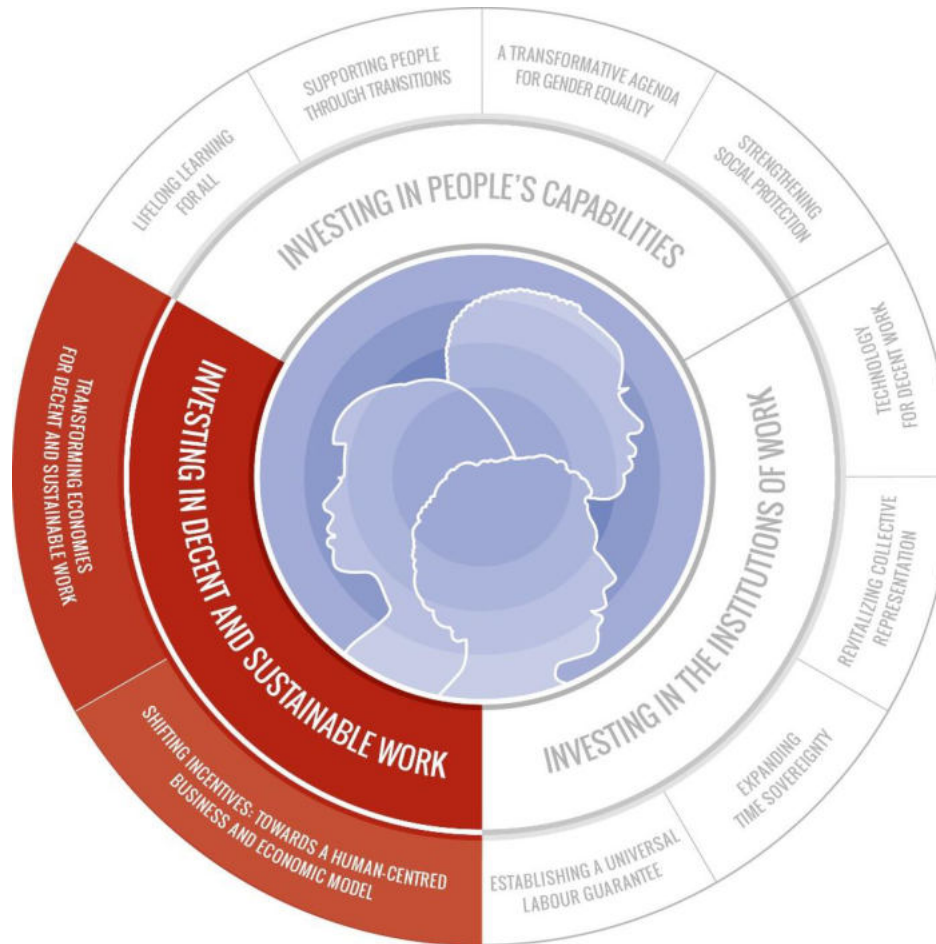 SUPPORTING PEOPLE
THROUGH TRANSITIONS
A TRANSFORMATIVE AGENDA
FOR GENDER EQUALITY
LIFELONG LEARNING
FOR ALL
STRENGTHENING
SOCIAL PROTECTION
INVESTING IN PEOPLE'S CAPABILITIES
TECHNOLOGY
FOR DECENT WORK
TRANSFORMING ECONOMIES
FOR DECENT AND SUSTAINABLE WORK
INVESTING IN DECENT AND SUSTAINABLE WORK
INVESTING IN THE INSTITUTIONS OF WORK
REVITALIZING COLLECTIVE
REPRESENTATION
EXPANDING
TIME SOVEREIGNTY
SHIFTING INCENTIVES: TOWARDS A HUMAN-CENTRED
BUSINESS AND ECONOMIC MODEL
ESTABLISHING A UNIVERSAL
LABOUR GUARANTEE